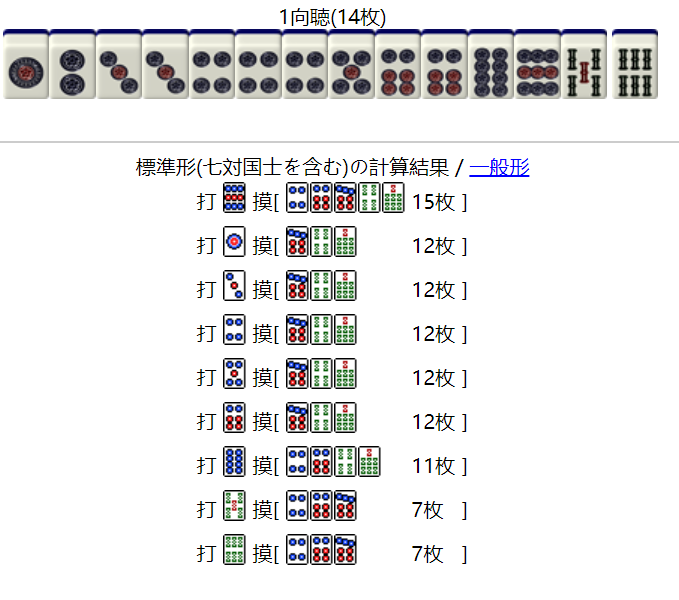 1向聴(14枚)
標準形(七対国士を含む)の計算結果 / 一般形
打 摸[ 15枚 ]
打 摸[ 12枚 ]
打 摸[ 12枚 ]
打 摸[ 12枚 ]
打 摸[ 12枚 ]
打 摸[ 12枚 ]
打 摸[ 11枚 ]
打 摸[ 7枚 ]
打 摸[ 7枚 ]